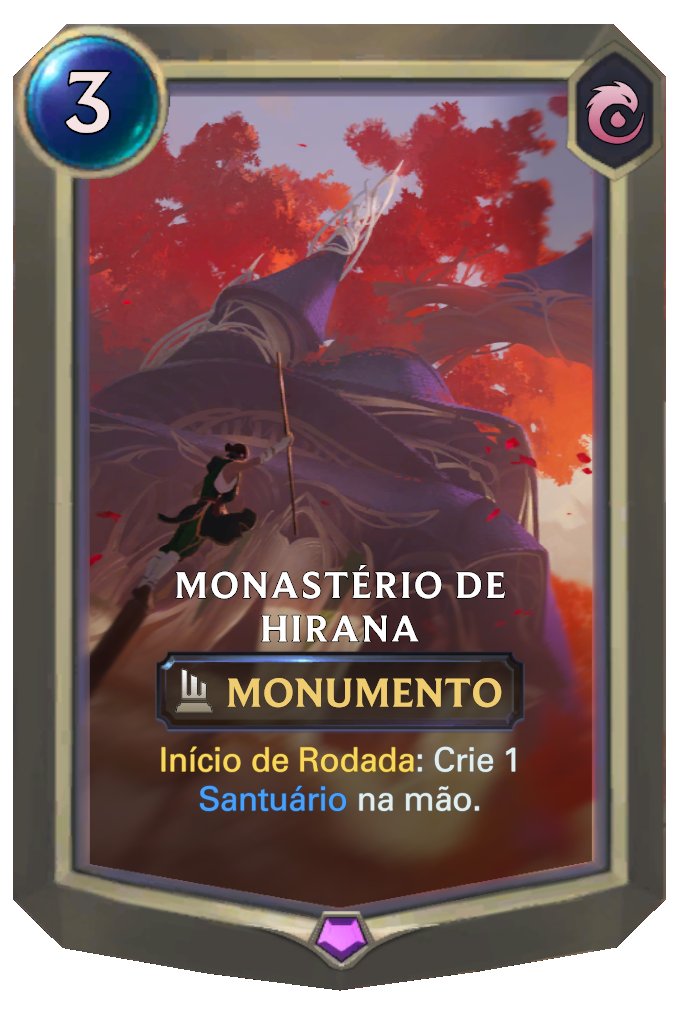 3
MONASTÉRIO DE
HIRANA
MONUMENTO
Início de Rodada: Crie 1
Santuário na mão.